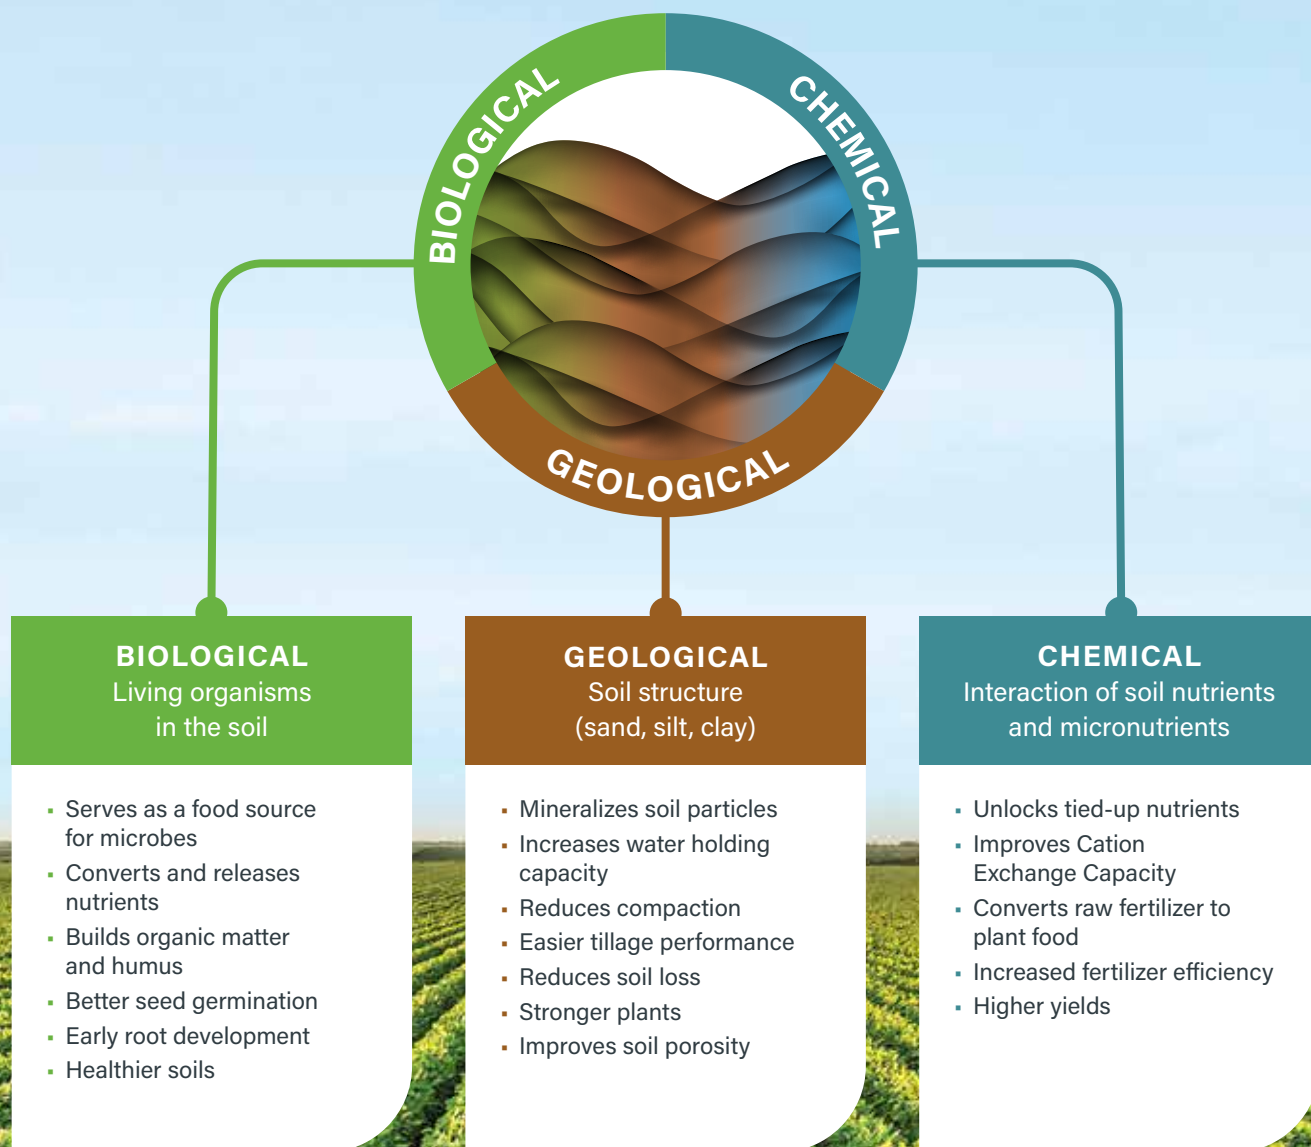 BIOLOGICAL
CHEMICAL
GEOLOGICAL
BIOLOGICAL
Living organisms
in the soil
▪ Serves as a food source
for microbes
▪ Converts and releases
nutrients
▪ Builds organic matter
and humus
▪ Better seed germination
▪ Early root development
▪ Healthier soils
GEOLOGICAL
Soil structure
(sand, silt, clay)
▪ Mineralizes soil particles
▪ Increases water holding
capacity
▪ Reduces compaction
▪ Easier tillage performance
▪ Reduces soil loss
▪ Stronger plants
▪ Improves soil porosity
CHEMICAL
Interaction of soil nutrients
and micronutrients
▪ Unlocks tied-up nutrients
▪ Improves Cation
Exchange Capacity
▪ Converts raw fertilizer to
plant food
▪ Increased fertilizer efficiency
▪ Higher yields